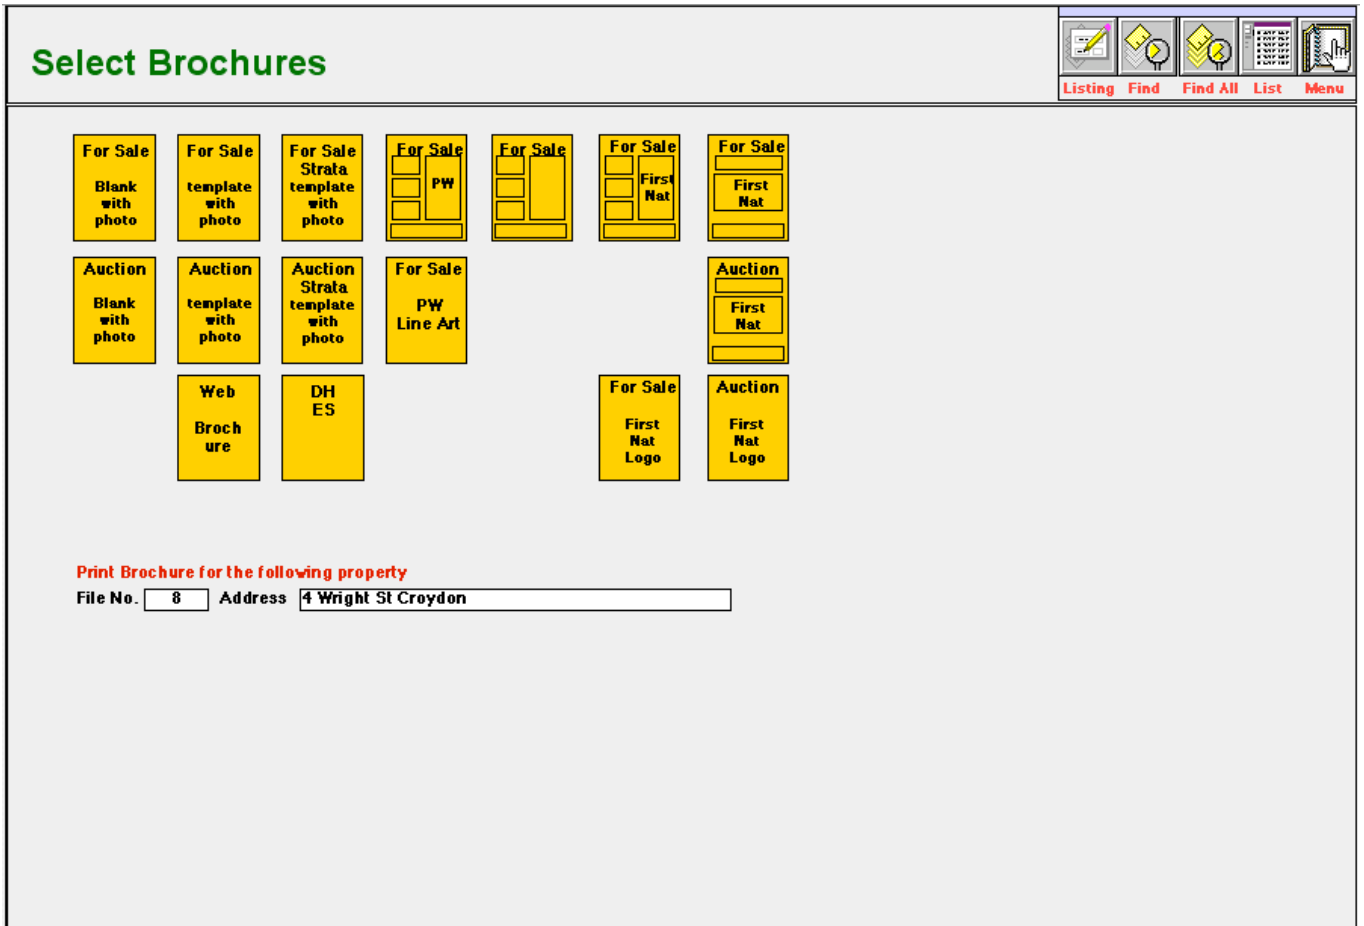 Select Brochures
Listing Find Find All List Menu
For Sale
Blank
with
photo
For Sale
template
with
photo
For Sale
Strata
template
with
photo
For Sale
PW
For Sale
For Sale
First
Nat
For Sale
First
Nat
Auction
Blank
with
photo
Auction
template
with
photo
Auction
Strata
template
with
photo
For Sale
PW
Line Art
Auction
First
Nat
Web
Broch
ure
DH
ES
For Sale
First
Nat
Logo
Auction
First
Nat
Logo
Print Brochure for the following property
File No. 8 Address 4 Wright St Croydon